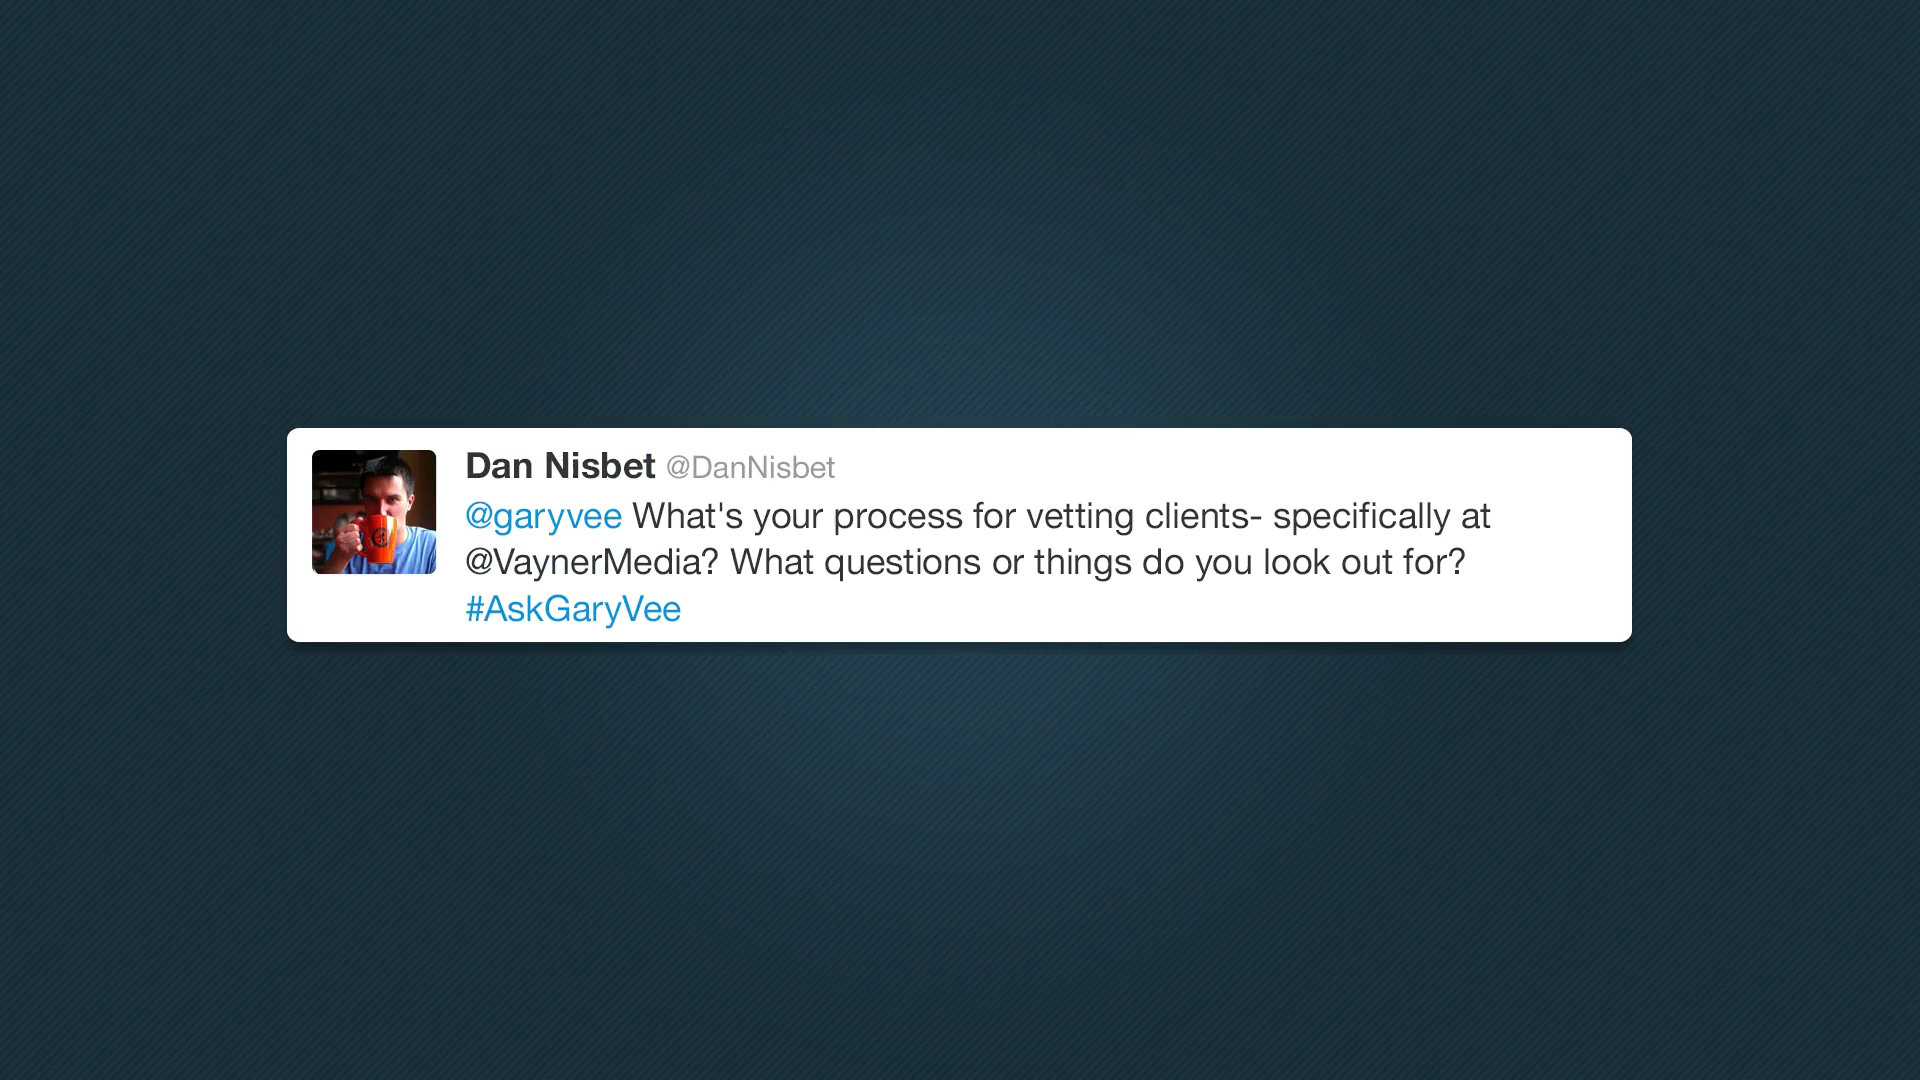 Dan Nisbet @DanNisbet
@garyvee What's your process for vetting clients- specifically at
@VaynerMedia? What questions or things do you look out for?
#AskGaryVee